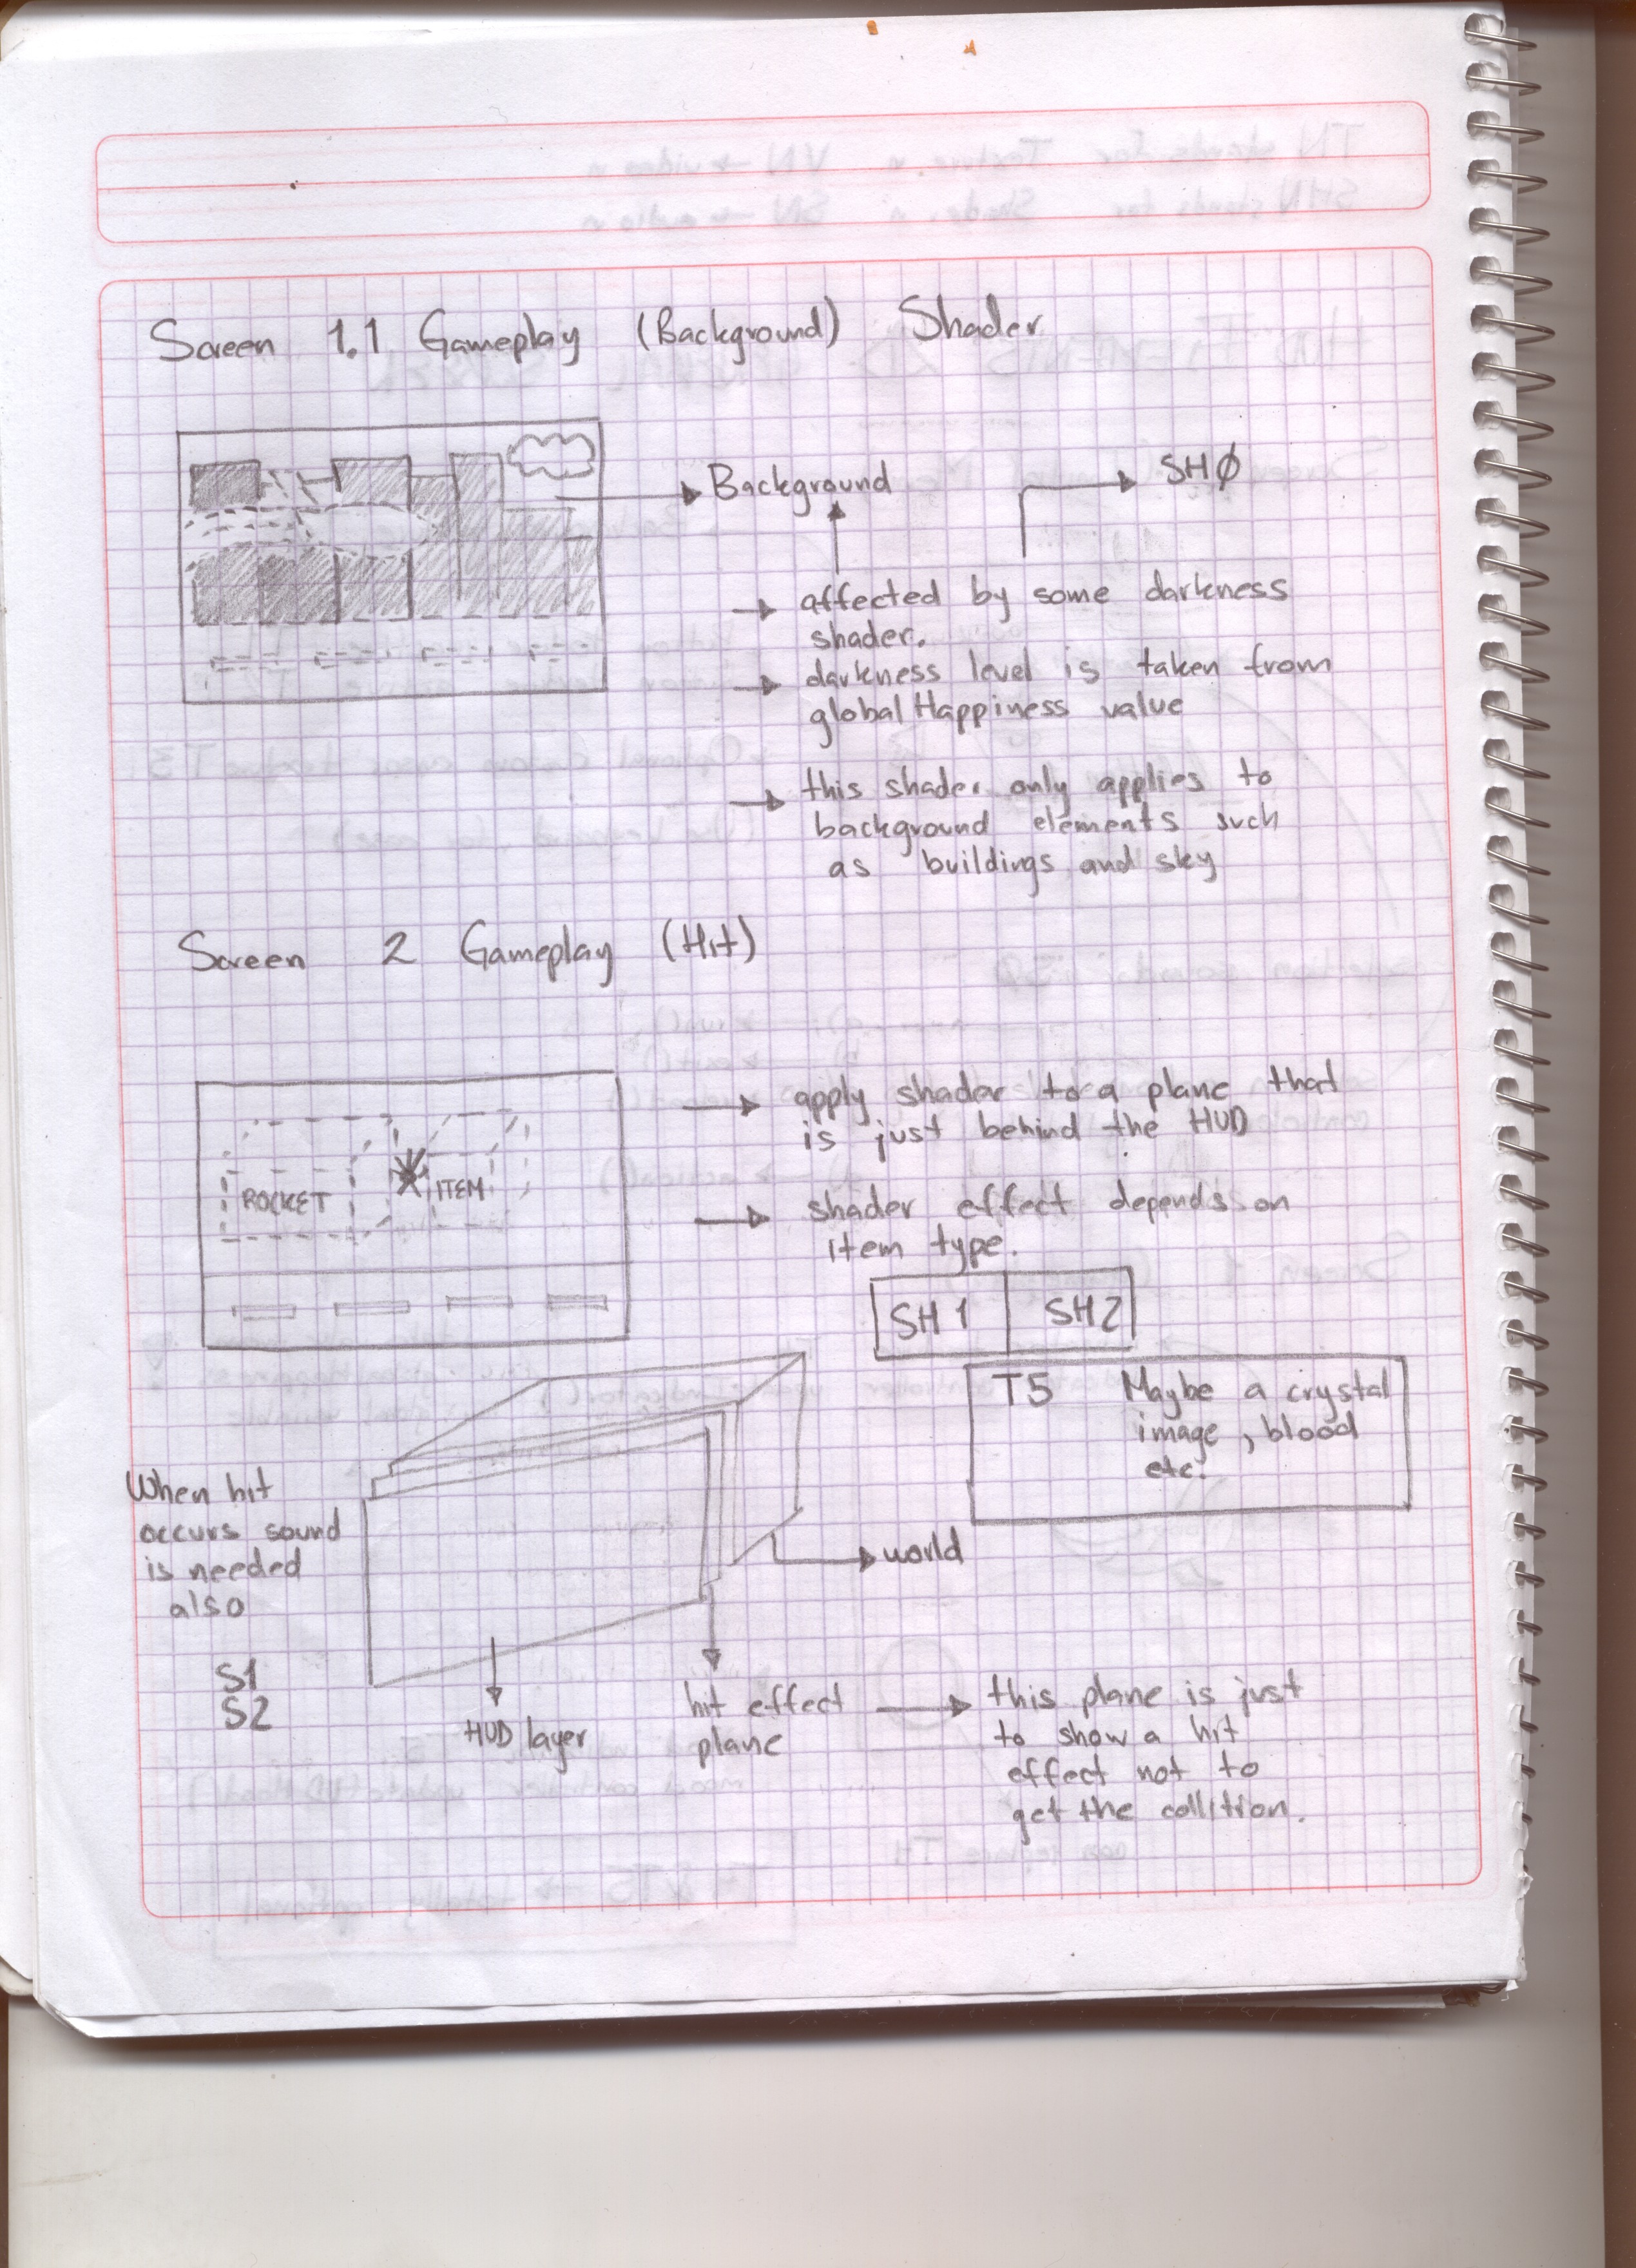 Screen 1.1 Gameplay (Background) Shader
Background
SHØ
→ affected by some darkness
shader.
→ darkness level is taken from
global Happiness value
→ this shader only applies to
background elements such
as buildings and sky
Screen 2 Gameplay (Hit)
ROCKET
ITEM
→ apply shader to a plane that
is just behind the HUD
→ shader effect depends on
item type.
SH1 SH2
T5 Maybe a crystal
image, blood
etc.
When hit
occurs sound
is needed
also
S1
S2
world
HUD layer
hit effect
plane
→ this plane is just
to show a hit
effect not to
get the collition.